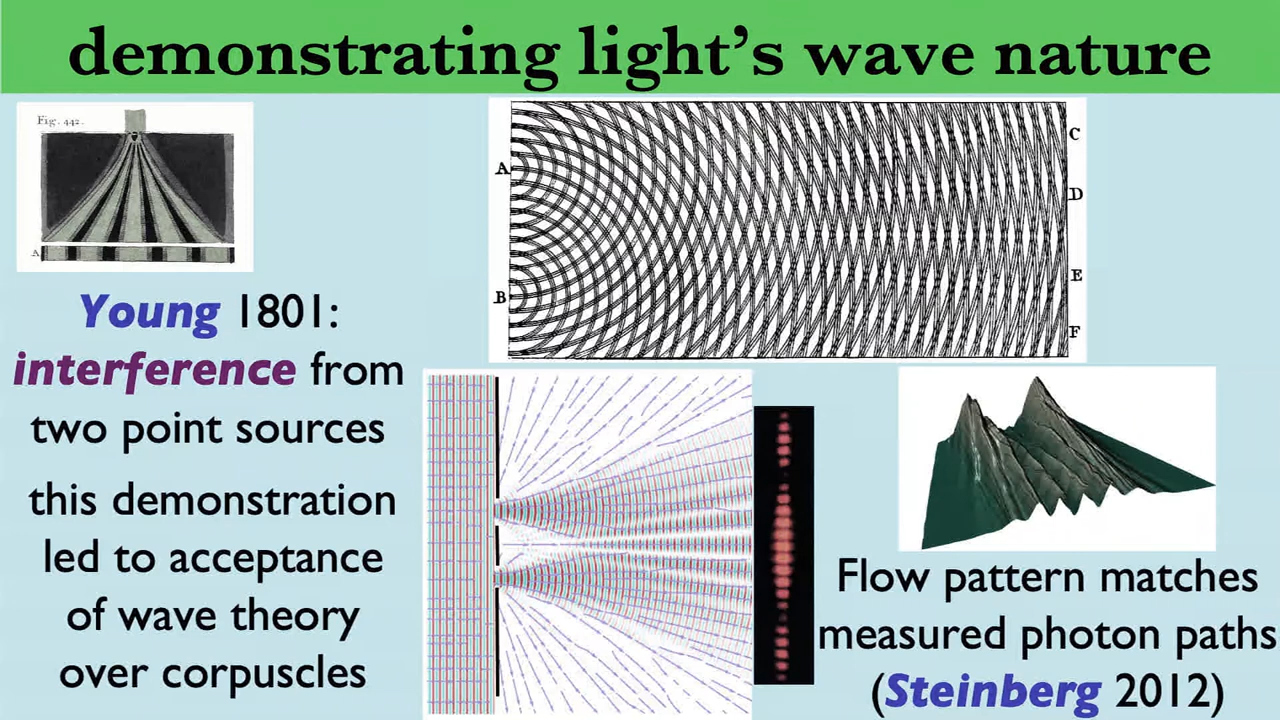 demonstrating light's wave nature
Fig. 442.
A
Young 1801:
interference from
two point sources
this demonstration
led to acceptance
of wave theory
over corpuscles
A
B
C
D
E
F
Flow pattern matches
measured photon paths
(Steinberg 2012)